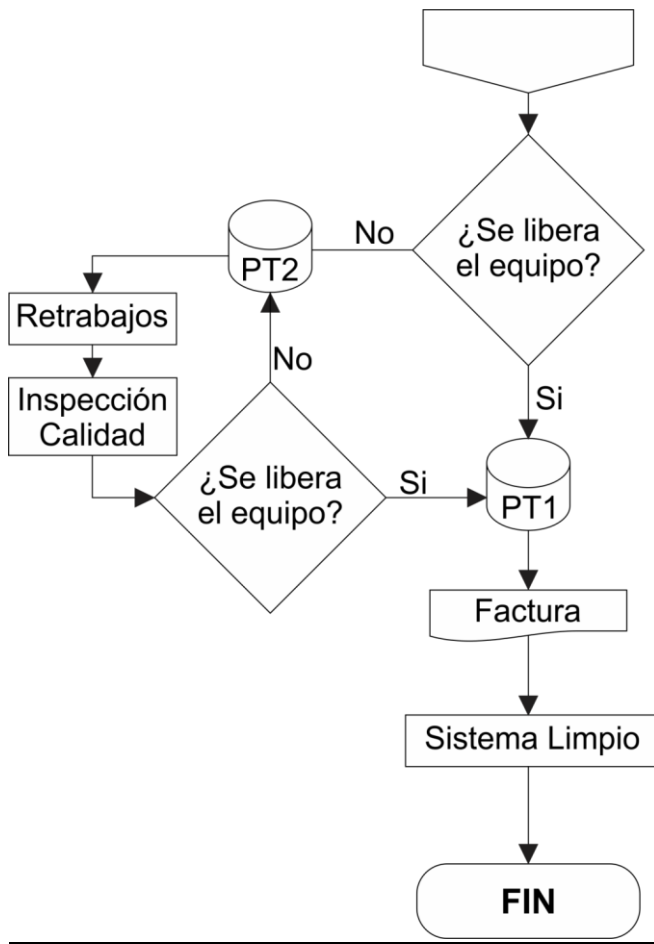 ¿Se libera
el equipo?
No
PT2
Retrabajos
Inspección
Calidad
No
¿Se libera
el equipo?
Si
Si
PT1
Factura
Sistema Limpio
FIN